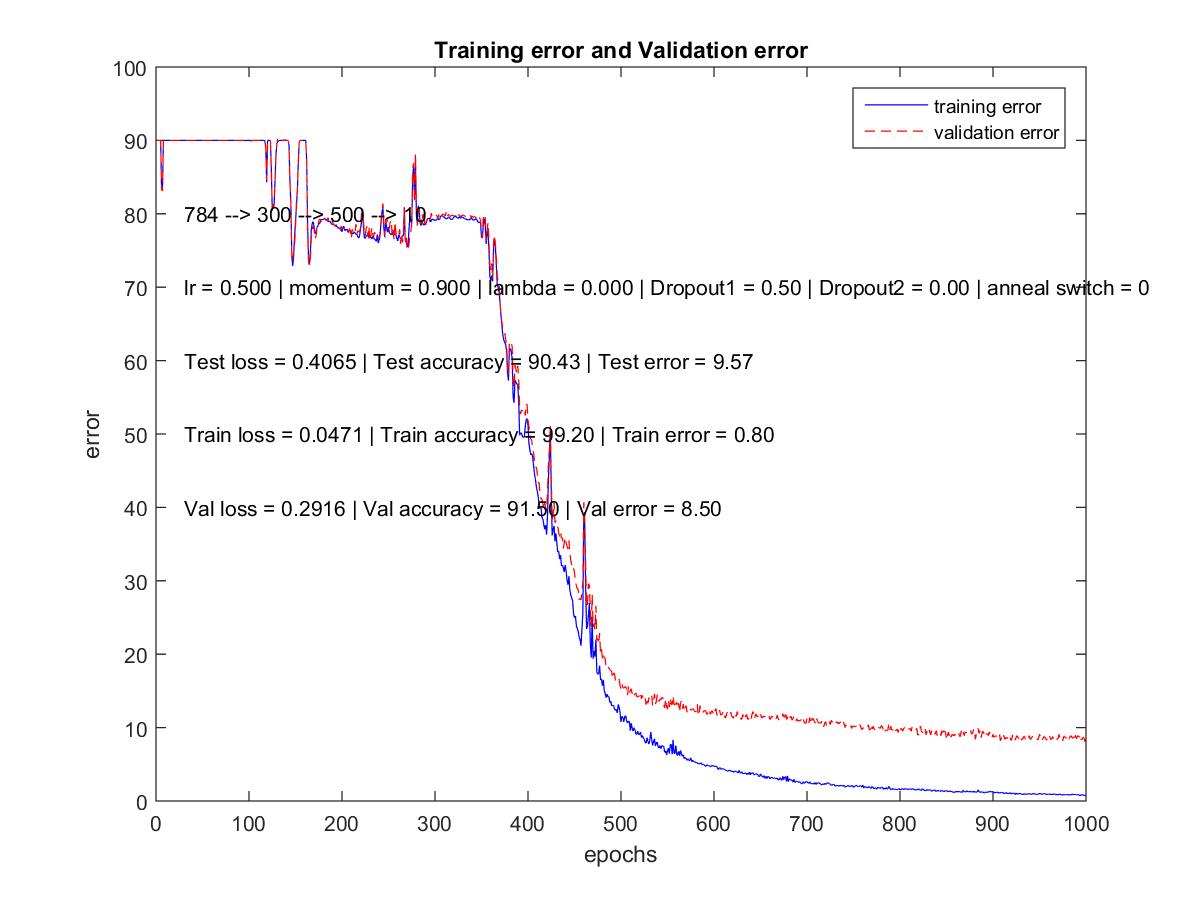 Training error and Validation error
100
90
80
70
60
50
40
30
20
10
0
error
training error
validation error
784 --> 300 --> 500 --> 10
lr = 0.500 | momentum = 0.900 | lambda = 0.000 | Dropout1 = 0.50 | Dropout2 = 0.00 | anneal switch = 0
Test loss = 0.4065 | Test accuracy = 90.43 | Test error = 9.57
Train loss = 0.0471 | Train accuracy = 99.20 | Train error = 0.80
Val loss = 0.2916 | Val accuracy = 91.50 | Val error = 8.50
0 100 200 300 400 500 600 700 800 900 1000
epochs